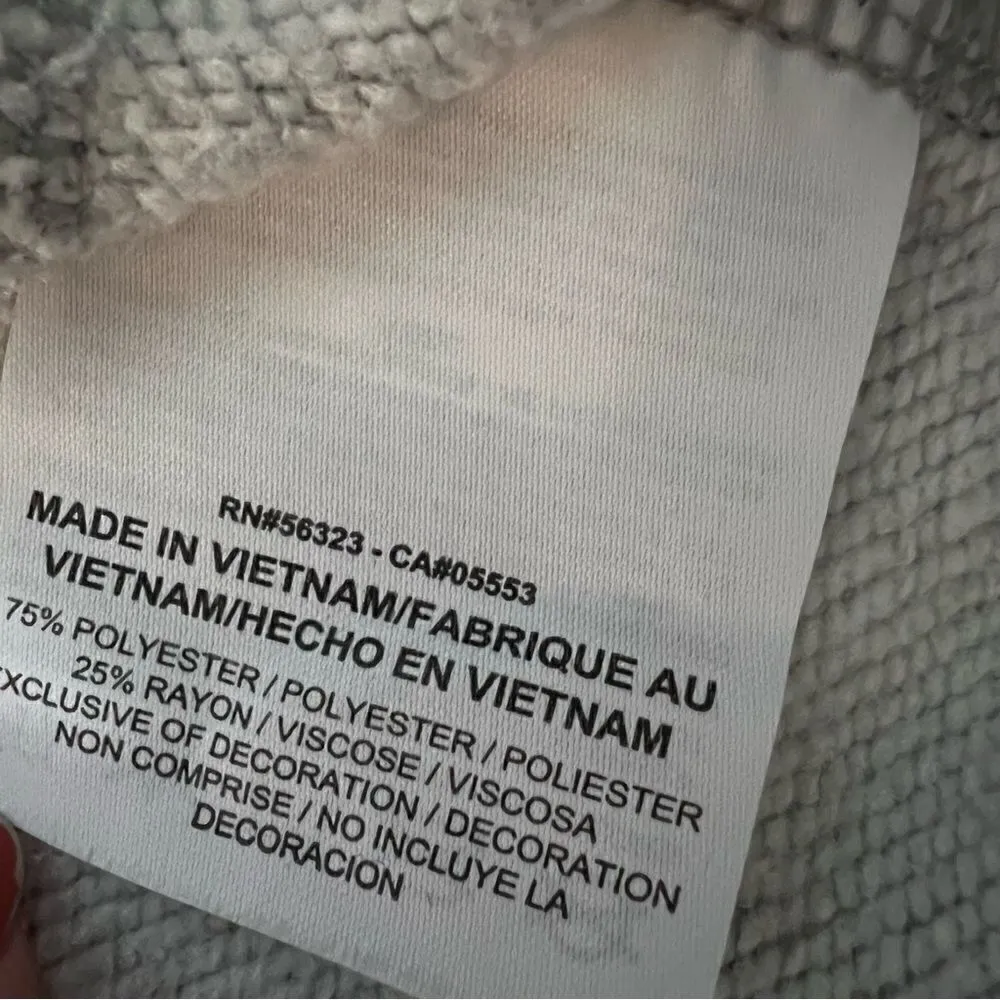 RN#56323 - CA#05553
MADE IN VIETNAM/FABRIQUE AU
VIETNAM/HECHO EN VIETNAM
75% POLYESTER / POLYESTER / POLIESTER
25% RAYON / VISCOSE / VISCOSA
EXCLUSIVE OF DECORATION / DECORATION
NON COMPRISE / NO INCLUYE LA
DECORACION